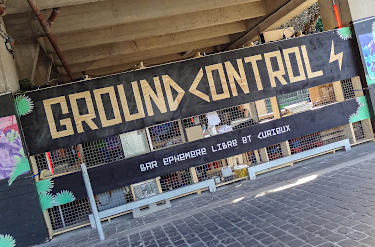 GROUND CONTROL
BAR EPHEMERE LIBRE ET CURIEUX